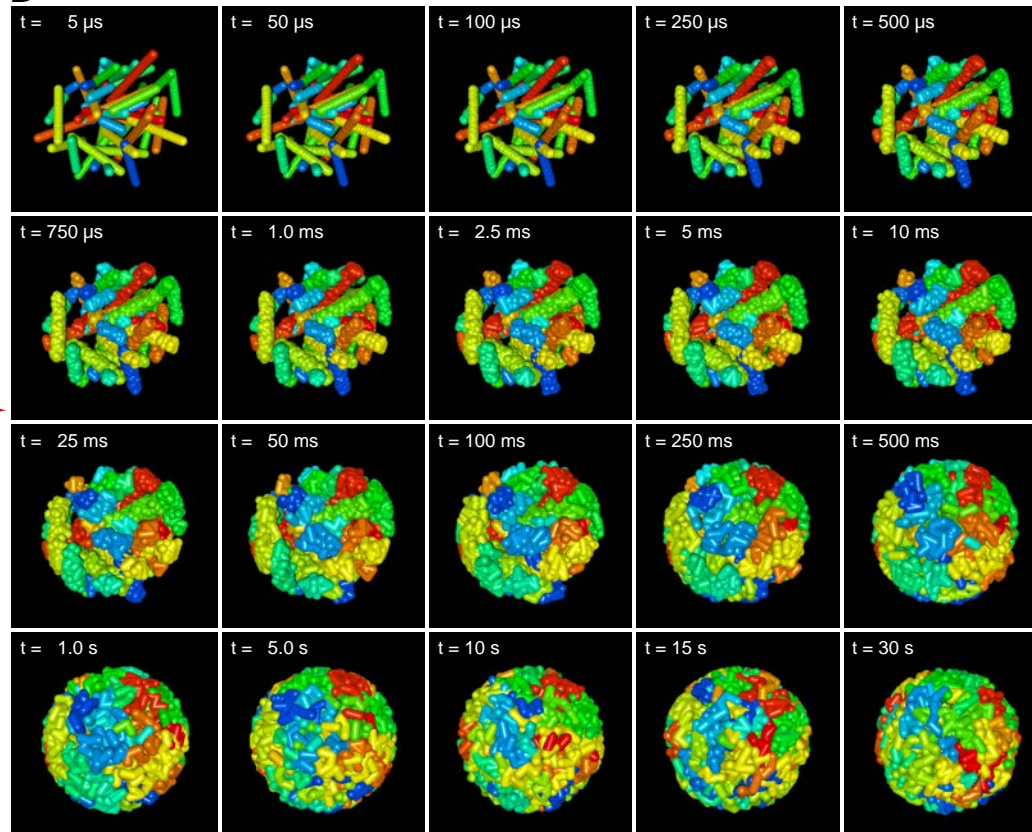 t = 5 µs
t = 50 µs
t = 100 µs
t = 250 µs
t = 500 µs
t = 750 µs
t = 1.0 ms
t = 2.5 ms
t = 5 ms
t = 10 ms
t = 25 ms
t = 50 ms
t = 100 ms
t = 250 ms
t = 500 ms
t = 1.0 s
t = 5.0 s
t = 10 s
t = 15 s
t = 30 s